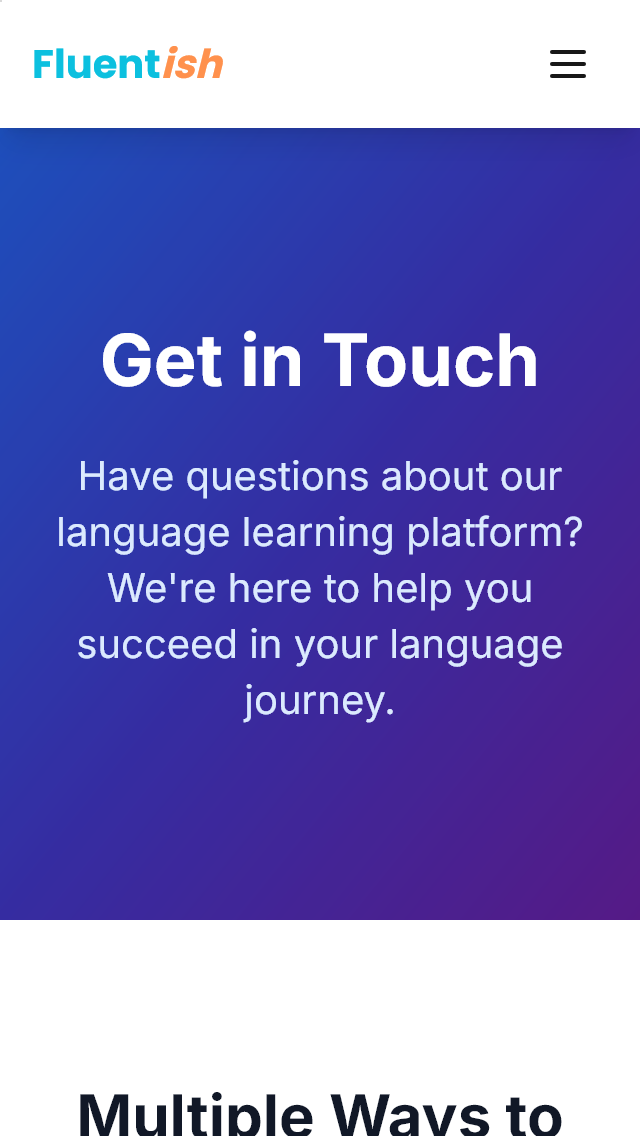 Fluentish
Get in Touch
Have questions about our
language learning platform?
We're here to help you
succeed in your language
journey.
Multiple Ways to